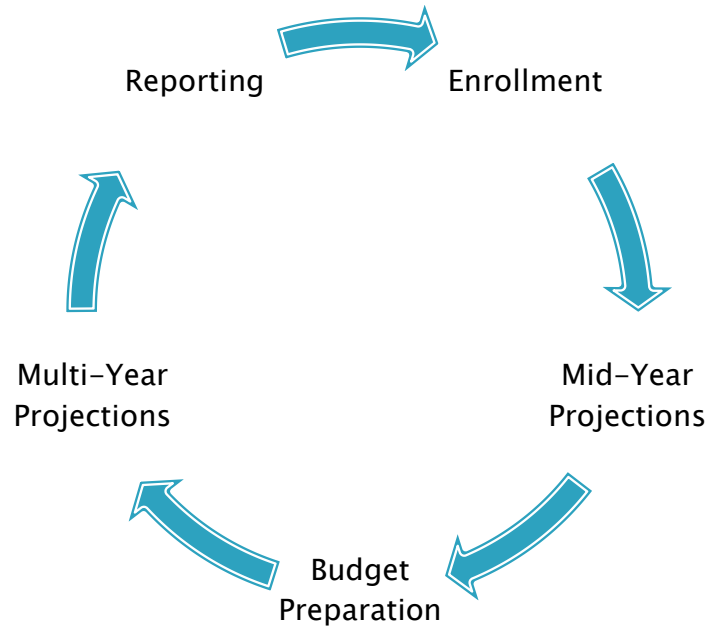 Reporting
Enrollment
Mid-Year
Projections
Budget
Preparation
Multi-Year
Projections